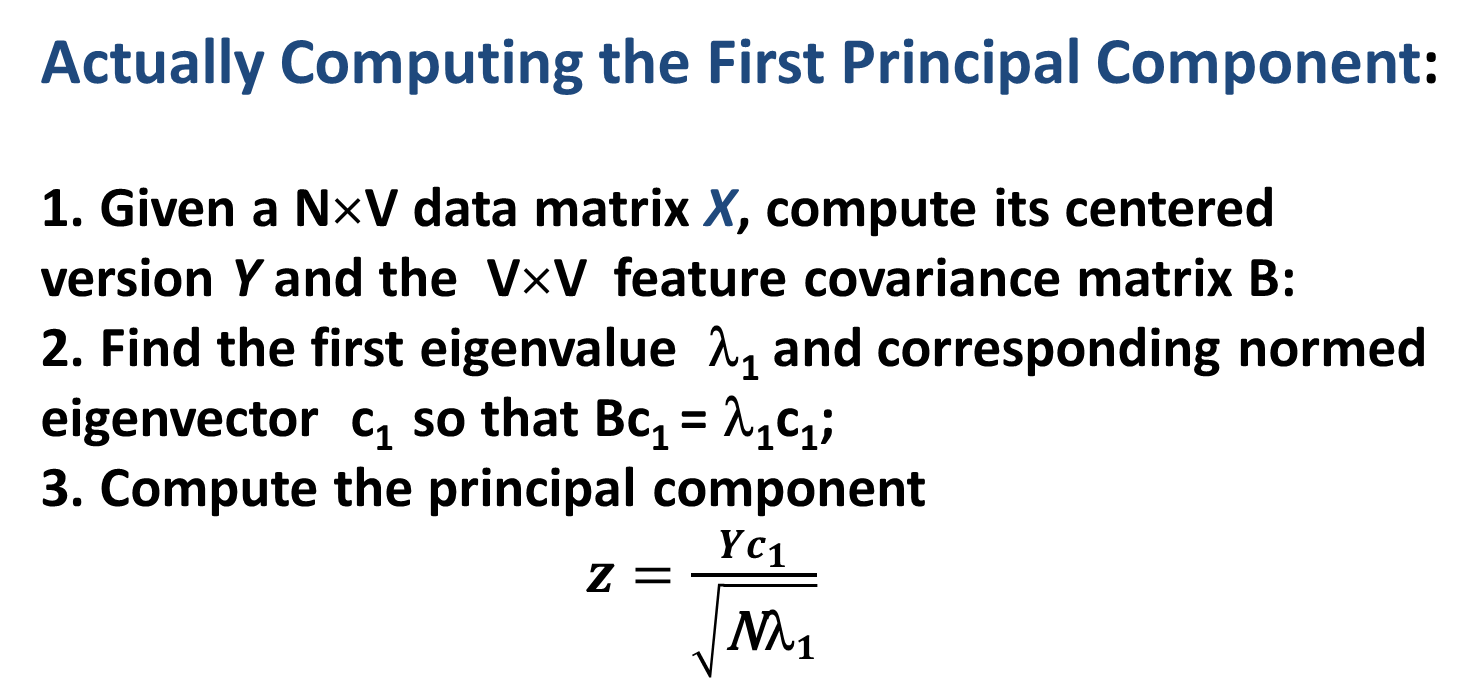 Actually Computing the First Principal Component:
1. Given a N×V data matrix X, compute its centered
version Y and the V×V feature covariance matrix B:
2. Find the first eigenvalue λ₁ and corresponding normed
eigenvector c₁ so that Bc₁ = λ₁c₁;
3. Compute the principal component
z = Yc₁ / √(Nλ₁)